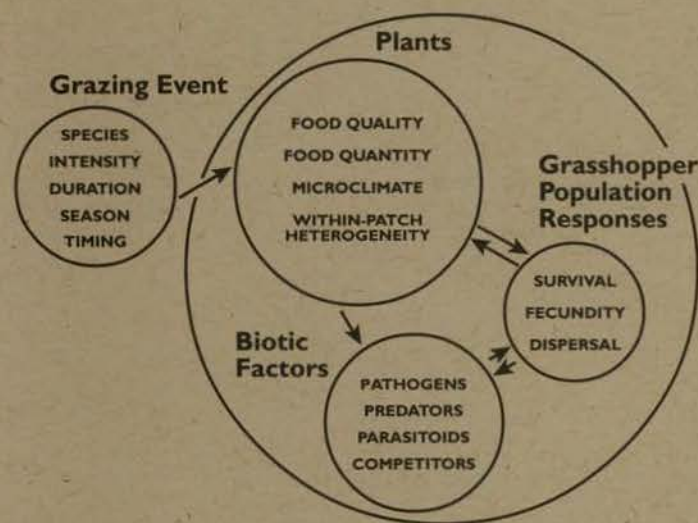 Grazing Event
SPECIES
INTENSITY
DURATION
SEASON
TIMING
Plants
FOOD QUALITY
FOOD QUANTITY
MICROCLIMATE
WITHIN-PATCH
HETEROGENEITY
Grasshopper
Population
Responses
SURVIVAL
FECUNDITY
DISPERSAL
Biotic
Factors
PATHOGENS
PREDATORS
PARASITOIDS
COMPETITORS